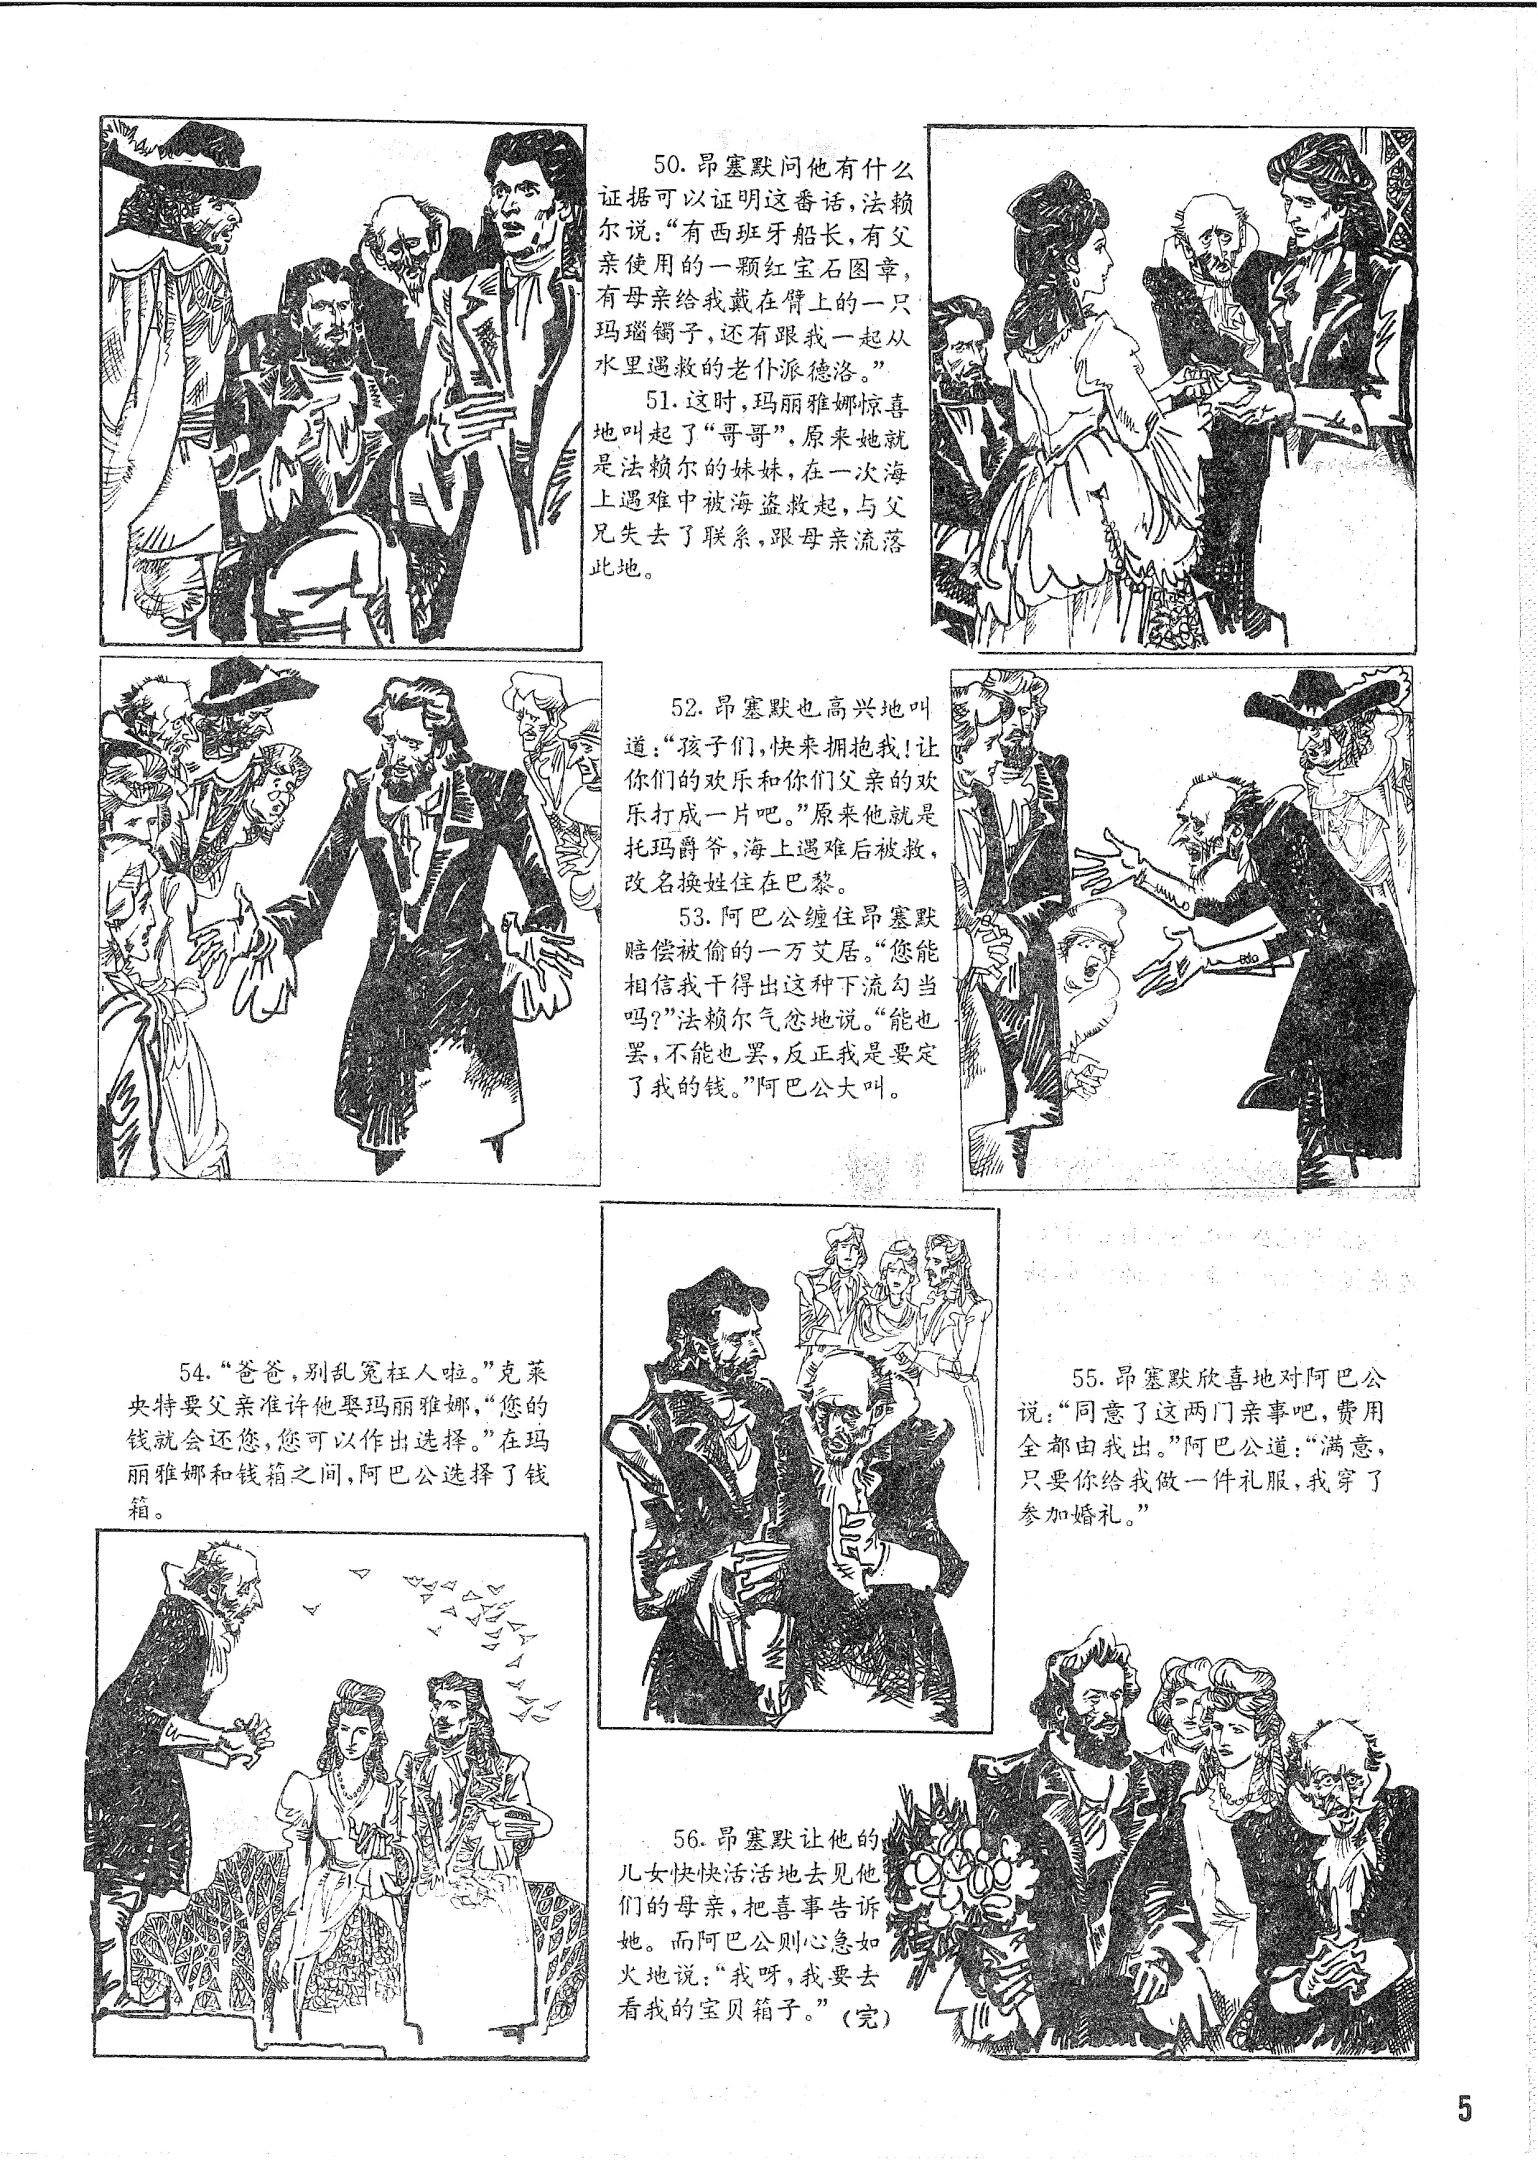 50. 昂塞默问他有什么
证据可以证明这番话，法赖
尔说：“有西班牙船长，有父
亲使用的一颗红宝石图章，
有母亲给我戴在臂上的一只
玛瑙镯子，还有跟我一起从
水里遇救的老仆派德洛。”
51. 这时，玛丽雅娜惊喜
地叫起了“哥哥”，原来她就
是法赖尔的妹妹，在一次海
上遇难中被海盗救起，与父
兄失去了联系，跟母亲流落
此地。
52. 昂塞默也高兴地叫
道：“孩子们，快来拥抱我！让
你们的欢乐和你们父亲的欢
乐打成一片吧。”原来他就是
托玛爵爷，海上遇难后被救，
改名换姓住在巴黎。
53. 阿巴公缠住昂塞默
赔偿被偷的一万艾居。“您能
相信我干得出这种下流勾当
吗？”法赖尔气忿地说。“能也
罢，不能也罢，反正我是要定
了我的钱。”阿巴公大叫。
54. “爸爸，别乱冤枉人啦。”克莱
央特要父亲准许他娶玛丽雅娜，“您的
钱就会还您，您可以作出选择。”在玛
丽雅娜和钱箱之间，阿巴公选择了钱
箱。
55. 昂塞默欣喜地对阿巴公
说：“同意了这两门亲事吧，费用
全都由我出。”阿巴公道：“满意，
只要你给我做一件礼服，我穿了
参加婚礼。”
56. 昂塞默让他的
儿女快快活活地去见他
们的母亲，把喜事告诉
她。而阿巴公则心急如
火地说：“我呀，我要去
看我的宝贝箱子。”（完）
5